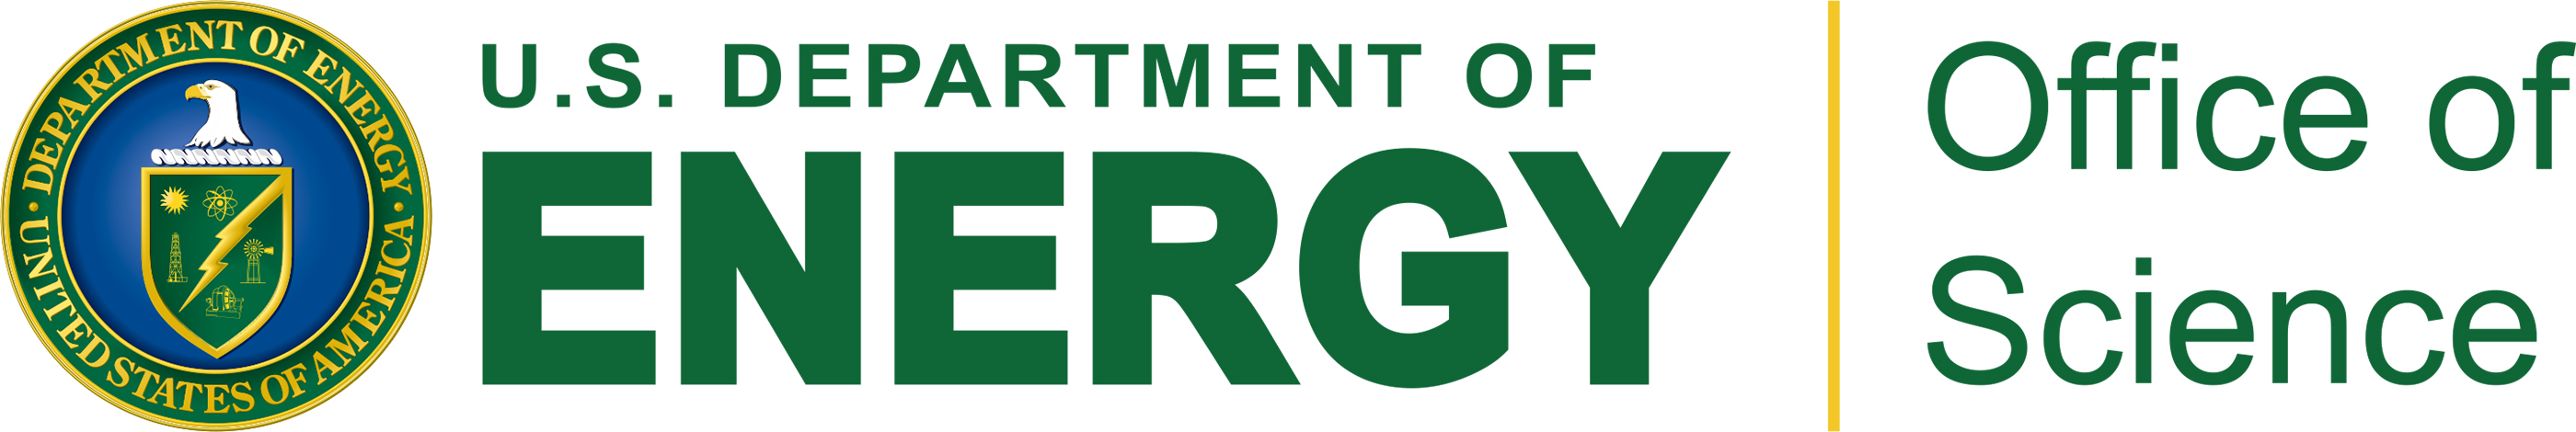 DEPARTMENT OF ENERGY
UNITED STATES OF AMERICA
U.S. DEPARTMENT OF
ENERGY
Office of
Science